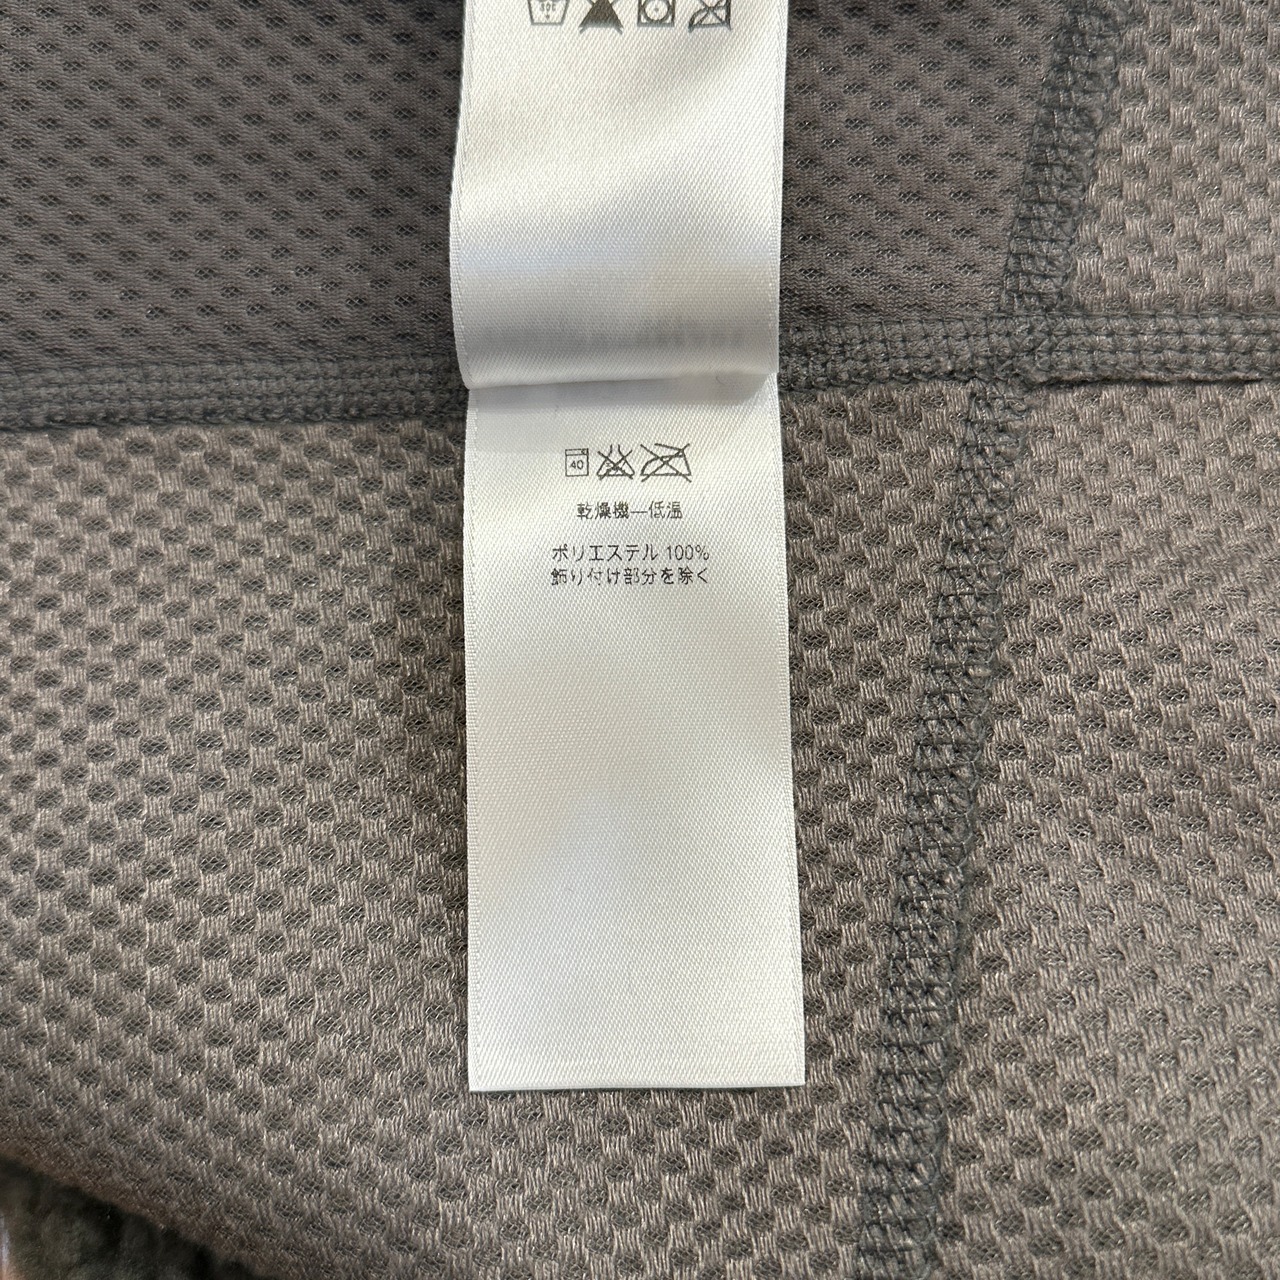 40
乾燥機—低温
ポリエステル 100%
飾り付け部分を除く